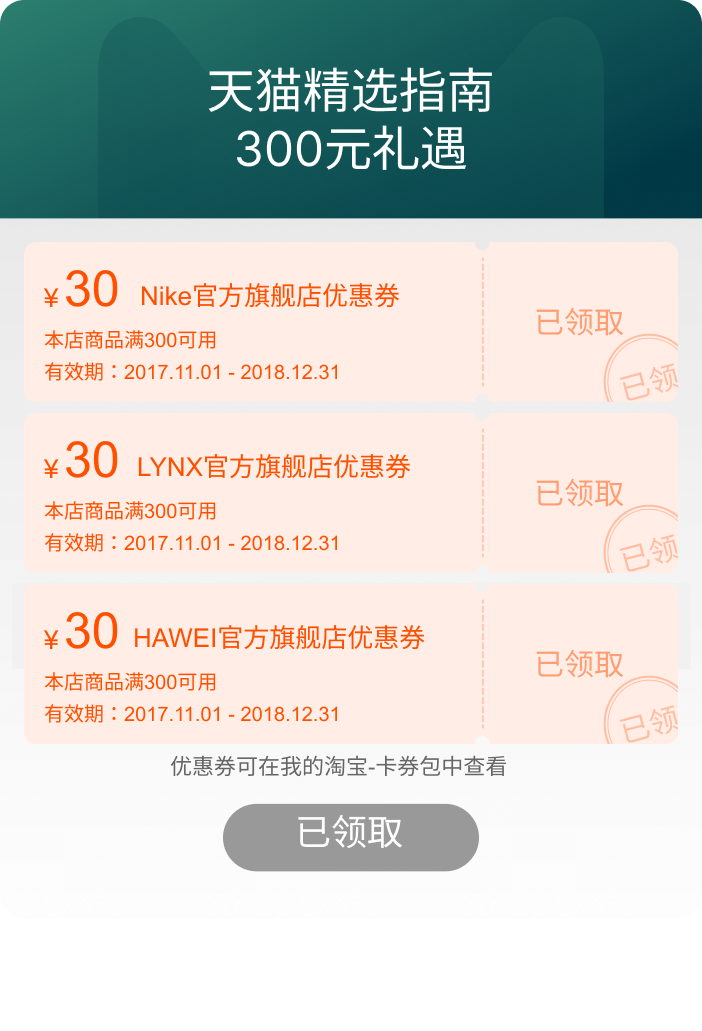 天猫精选指南
300元礼遇
¥30 Nike官方旗舰店优惠券
本店商品满300可用
有效期：2017.11.01 - 2018.12.31
已领取
已领
¥30 LYNX官方旗舰店优惠券
本店商品满300可用
有效期：2017.11.01 - 2018.12.31
已领取
已领
¥30 HAWEI官方旗舰店优惠券
本店商品满300可用
有效期：2017.11.01 - 2018.12.31
已领取
已领
优惠券可在我的淘宝-卡券包中查看
已领取